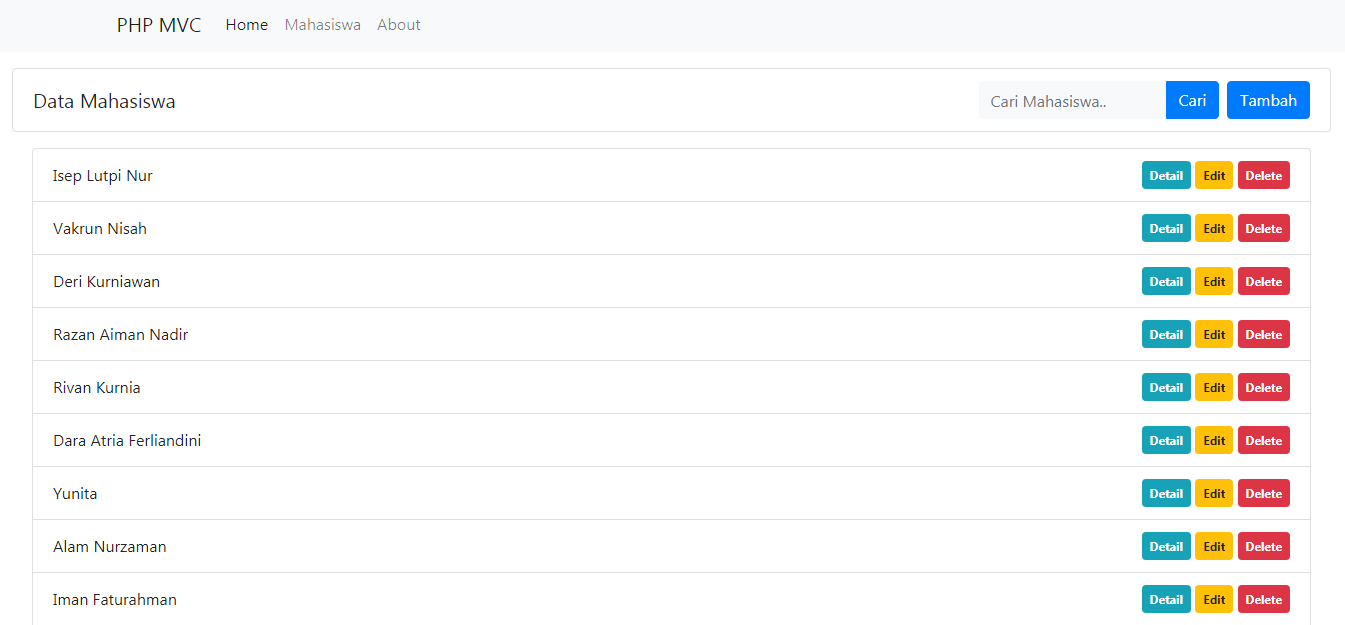 PHP MVC Home Mahasiswa About
Data Mahasiswa Cari Mahasiswa.. Cari Tambah
Isep Lutpi Nur Detail Edit Delete
Vakrun Nisah Detail Edit Delete
Deri Kurniawan Detail Edit Delete
Razan Aiman Nadir Detail Edit Delete
Rivan Kurnia Detail Edit Delete
Dara Atria Ferliandini Detail Edit Delete
Yunita Detail Edit Delete
Alam Nurzaman Detail Edit Delete
Iman Faturahman Detail Edit Delete